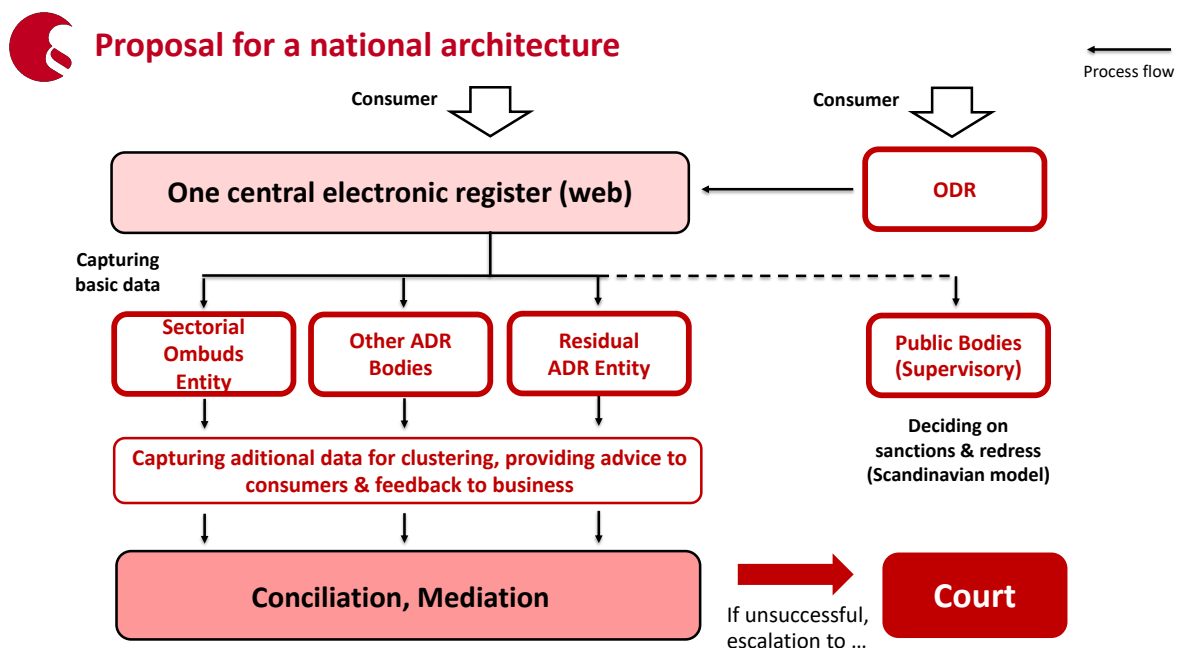 Proposal for a national architecture
Process flow
Consumer
Consumer
One central electronic register (web)
ODR
Capturing
basic data
Sectorial
Ombuds
Entity
Other ADR
Bodies
Residual
ADR Entity
Public Bodies
(Supervisory)
Deciding on
sanctions & redress
(Scandinavian model)
Capturing aditional data for clustering, providing advice to
consumers & feedback to business
Conciliation, Mediation
If unsuccessful,
escalation to ...
Court